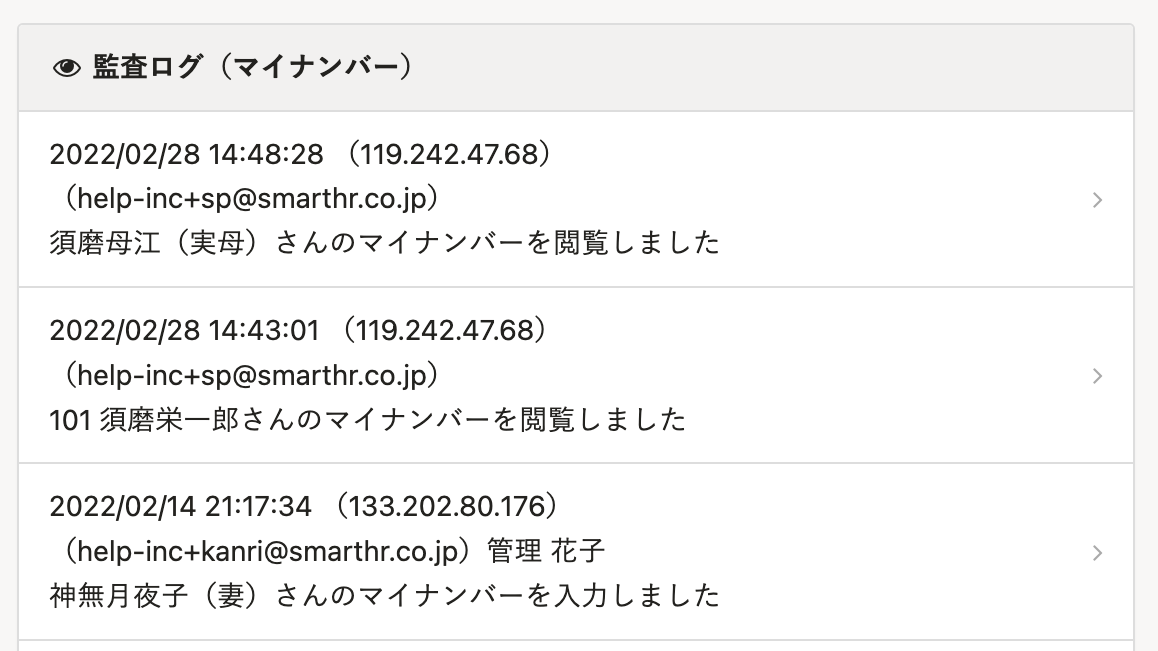 監査ログ（マイナンバー）
2022/02/28 14:48:28 （119.242.47.68）
（help-inc+sp@smarthr.co.jp）
須磨母江（実母）さんのマイナンバーを閲覧しました
2022/02/28 14:43:01 （119.242.47.68）
（help-inc+sp@smarthr.co.jp）
101 須磨栄一郎さんのマイナンバーを閲覧しました
2022/02/14 21:17:34 （133.202.80.176）
（help-inc+kanri@smarthr.co.jp）管理 花子
神無月夜子（妻）さんのマイナンバーを入力しました